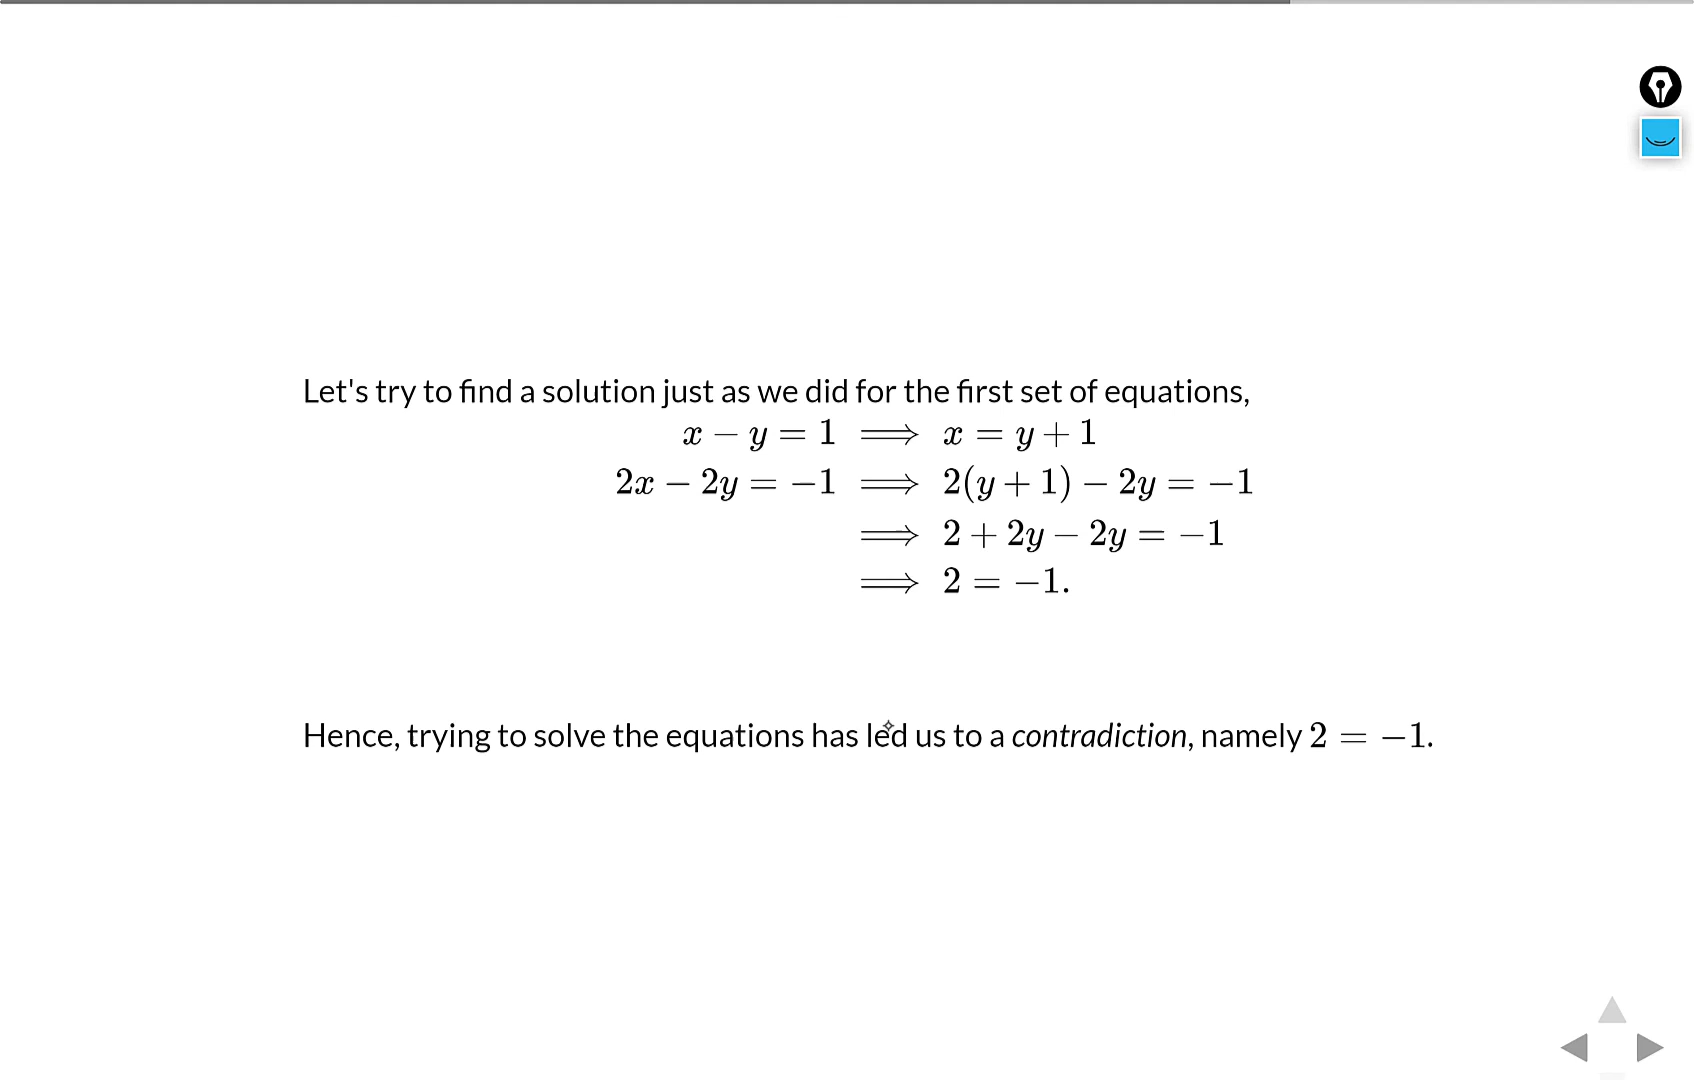 Let's try to find a solution just as we did for the first set of equations,
x − y = 1 ⟹ x = y + 1
2x − 2y = −1 ⟹ 2(y + 1) − 2y = −1
⟹ 2 + 2y − 2y = −1
⟹ 2 = −1.
Hence, trying to solve the equations has led us to a contradiction, namely 2 = −1.